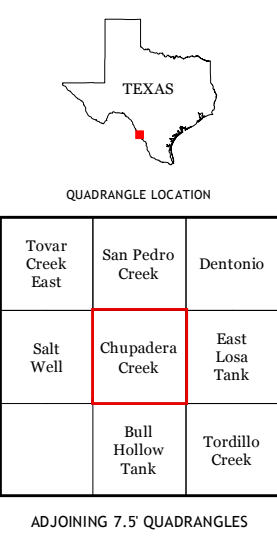 TEXAS
QUADRANGLE LOCATION
Tovar
Creek
East
San Pedro
Creek
Dentonio
Salt
Well
Chupadera
Creek
East
Losa
Tank
Bull
Hollow
Tank
Tordillo
Creek
ADJOINING 7.5' QUADRANGLES